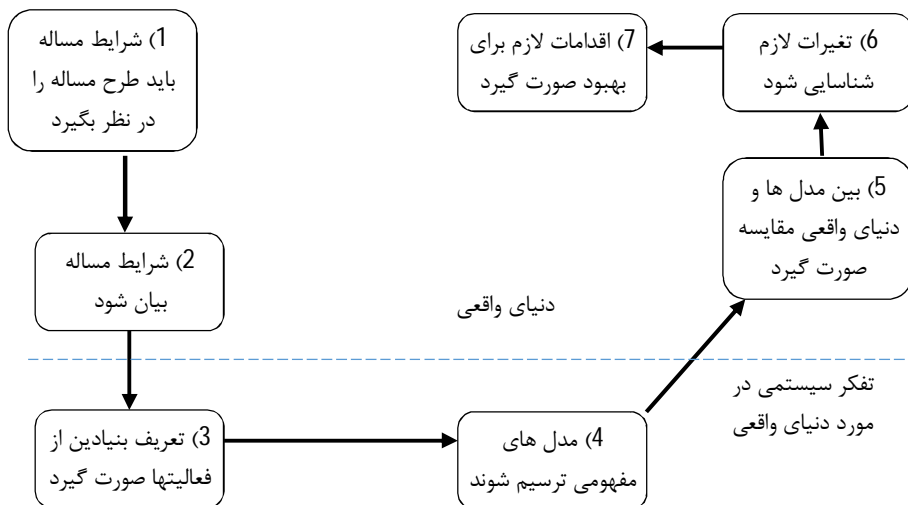 1) شرایط مساله
باید طرح مساله را
در نظر بگیرد
2) شرایط مساله
بیان شود
3) تعریف بنیادین از
فعالیتها صورت گیرد
4) مدل های
مفهومی ترسیم شوند
5) بین مدل ها و
دنیای واقعی مقایسه
صورت گیرد
6) تغیرات لازم
شناسایی شود
7) اقدامات لازم برای
بهبود صورت گیرد
دنیای واقعی
تفکر سیستمی در
مورد دنیای واقعی